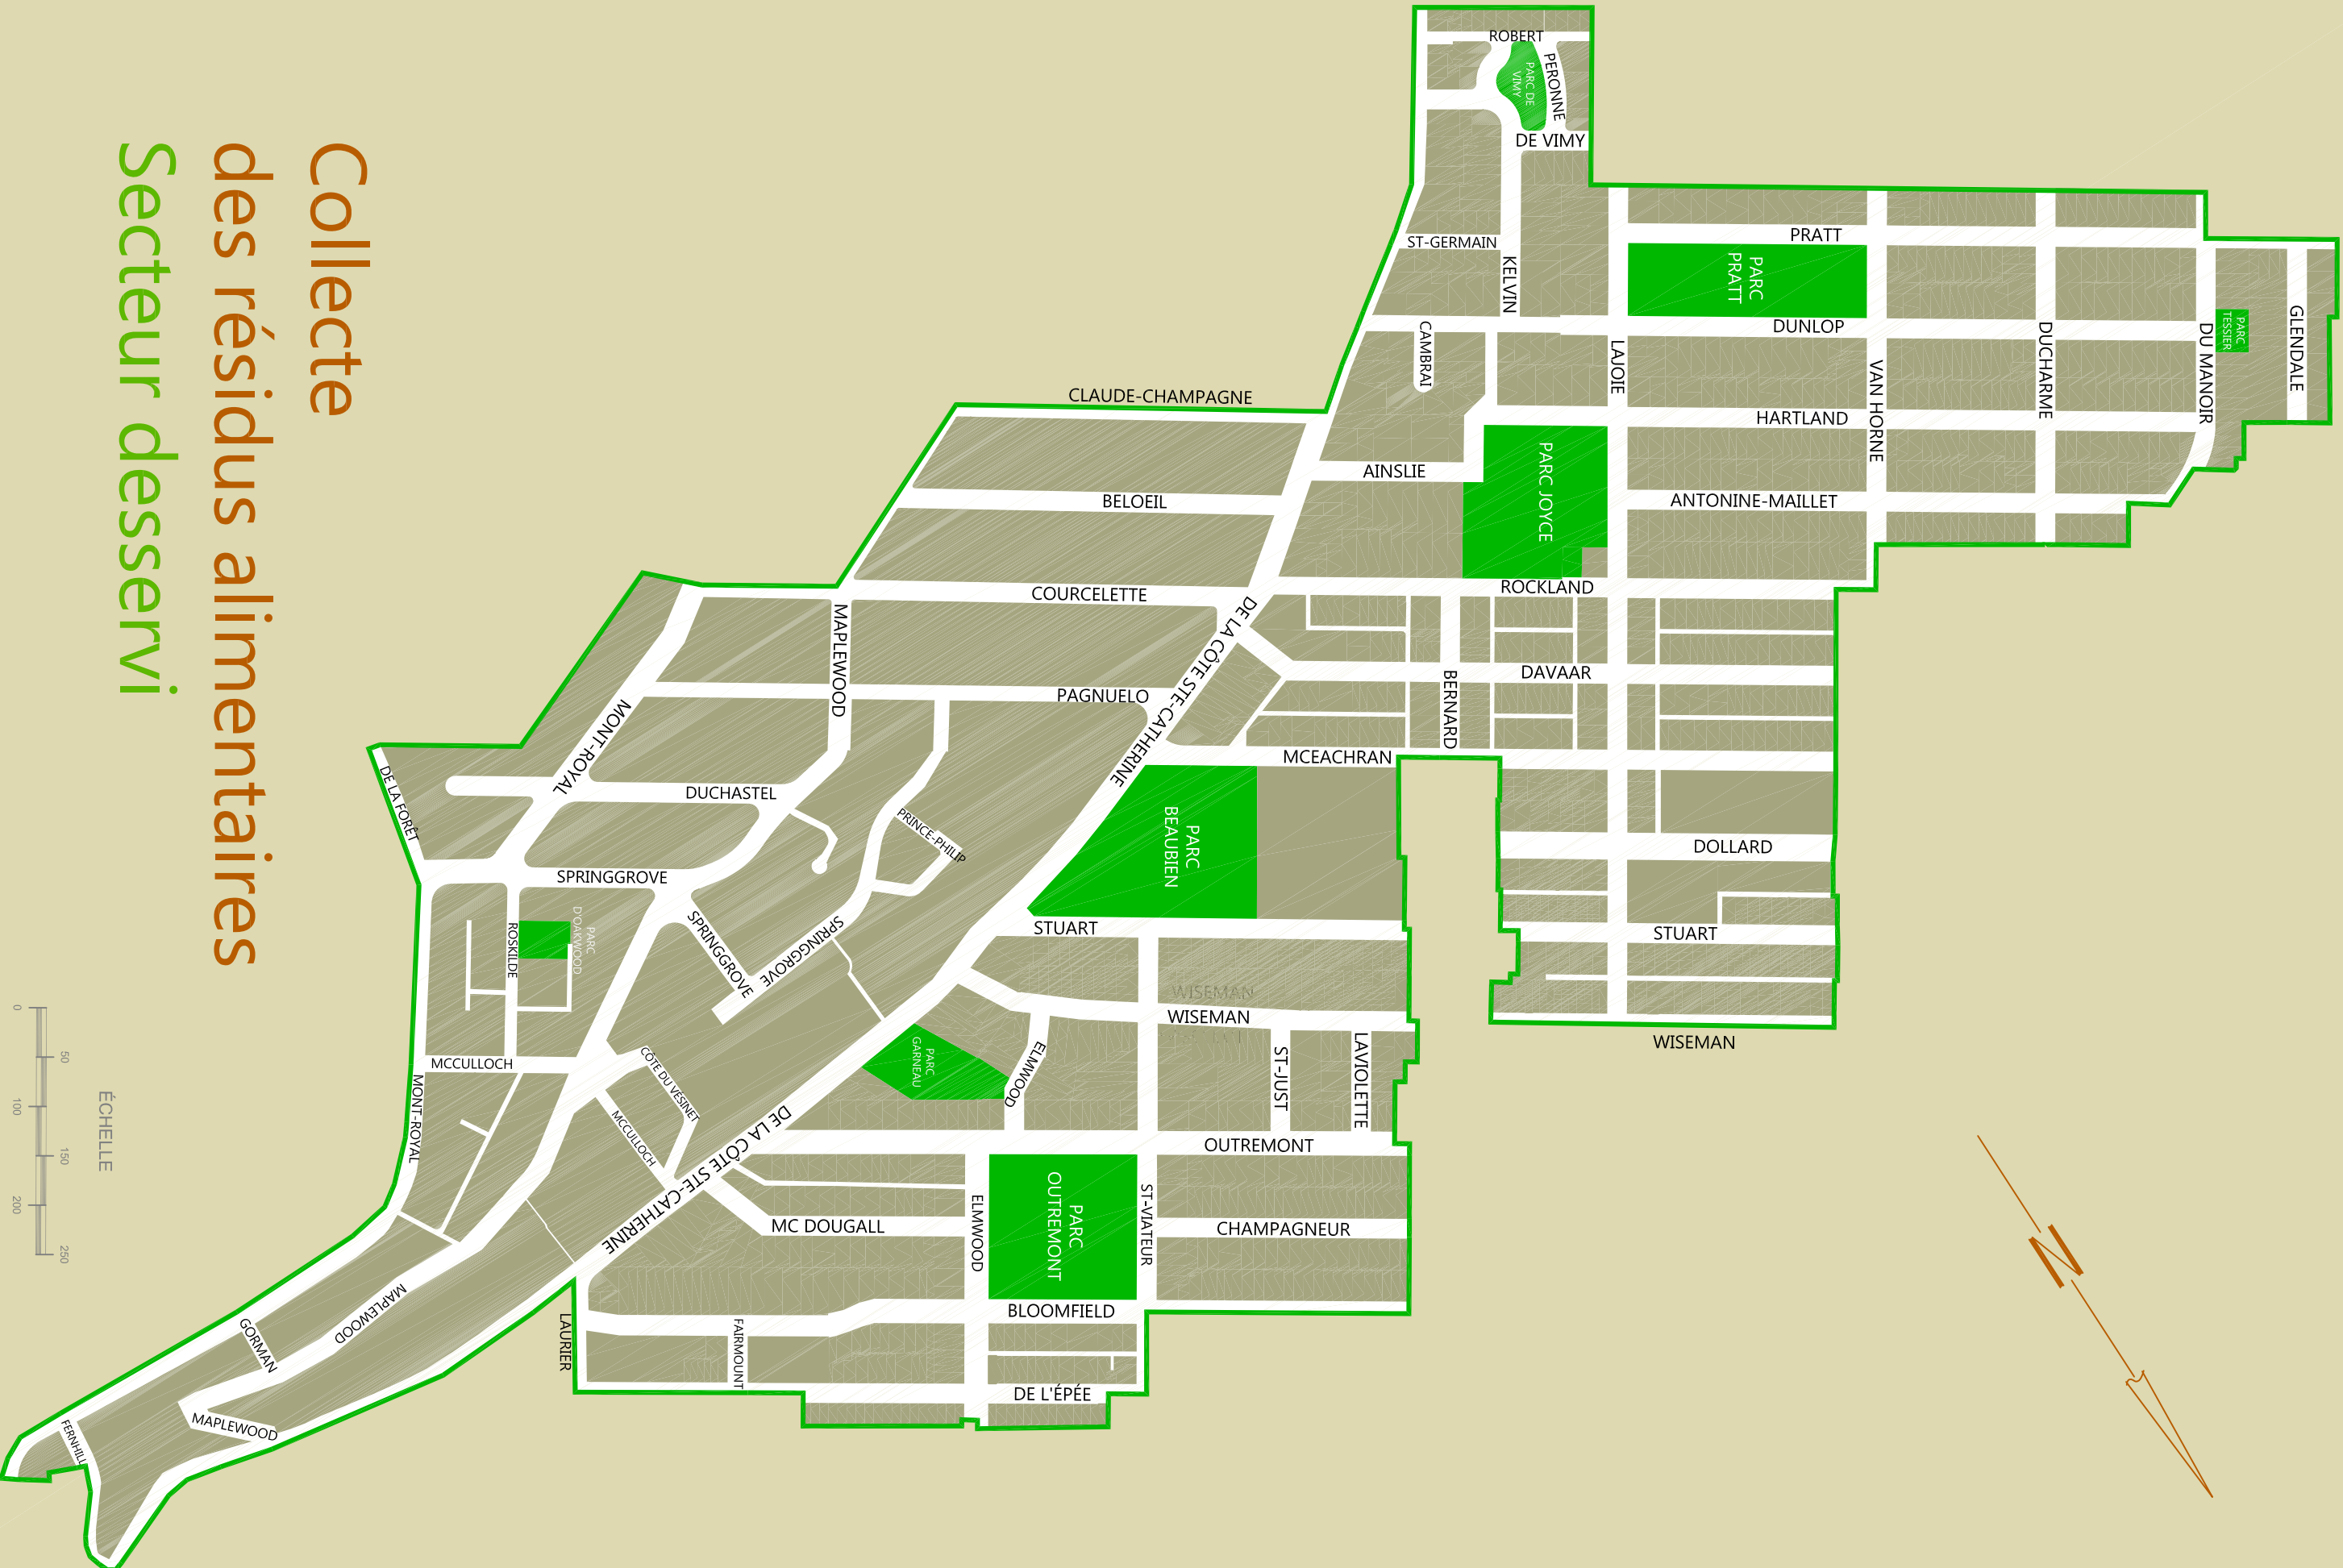 Collecte
des résidus alimentaires
Secteur desservi
ROBERT
PERONNE
PARC DE
VIMY
DE VIMY
ST-GERMAIN
KELVIN
PRATT
PARC
PRATT
DUNLOP
CAMBRAI
LAJOIE
VAN HORNE
DUCHARME
DU MANOIR
PARC
TESSIER
GLENDALE
CLAUDE-CHAMPAGNE
HARTLAND
AINSLIE
PARC JOYCE
BELOEIL
ANTONINE-MAILLET
COURCELETTE
ROCKLAND
MAPLEWOOD
DE LA CÔTE STE-CATHERINE
DAVAAR
BERNARD
PAGNUELO
MONT-ROYAL
MCEACHRAN
DE LA FORÊT
DUCHASTEL
PRINCE-PHILIP
PARC
BEAUBIEN
DOLLARD
SPRINGGROVE
SPRINGGROVE
SPRINGGROVE
ROSKILDE
PARC
D'OAKWOOD
STUART
STUART
WISEMAN
WISEMAN
WISEMAN
PARC
GARNEAU
ELMWOOD
ST-JUST
LAVIOLETTE
MCCULLOCH
CÔTE DU VÉSINET
MCCULLOCH
MONT-ROYAL
DE LA CÔTE STE-CATHERINE
OUTREMONT
MC DOUGALL
ELMWOOD
PARC
OUTREMONT
ST-VIATEUR
CHAMPAGNEUR
BLOOMFIELD
LAURIER
FAIRMOUNT
DE L'ÉPÉE
MAPLEWOOD
GORMAN
MAPLEWOOD
FERNHILL
ÉCHELLE
0
50
100
150
200
250
N